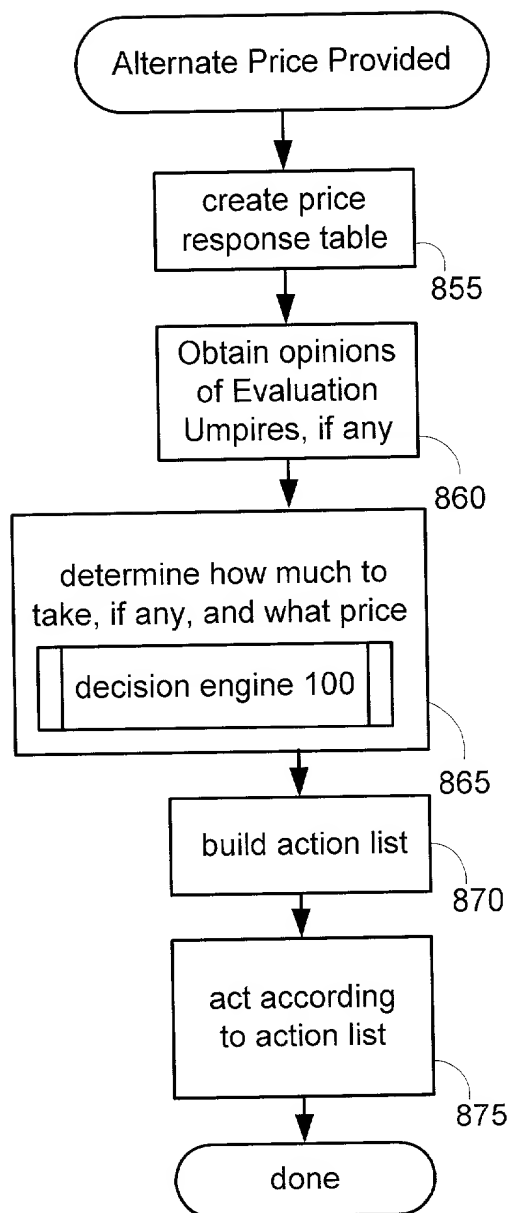 Alternate Price Provided
create price
response table
855
Obtain opinions
of Evaluation
Umpires, if any
860
determine how much to
take, if any, and what price
decision engine 100
865
build action list
870
act according
to action list
875
done